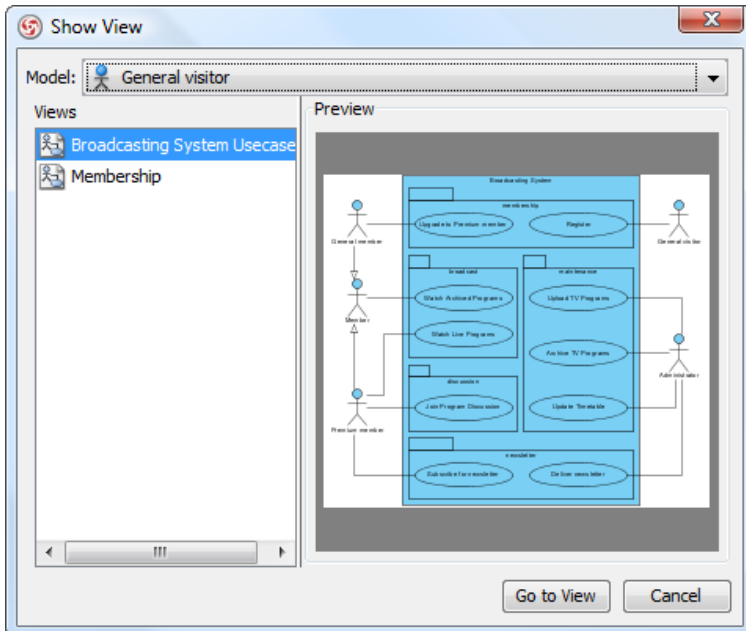 Show View
Model: General visitor
Views
Broadcasting System Usecase
Membership
Preview
Broadcasting System
membership
Upgrade to Premium member
Register
General member
General visitor
broadcast
maintenance
Watch Archived Programs
Upload TV Programs
Member
Watch Live Programs
Archive TV Programs
Administrator
discussion
Join Program Discussion
Update Timetable
Premium member
newsletter
Subscribe for newsletter
Deliver newsletter
Go to View
Cancel